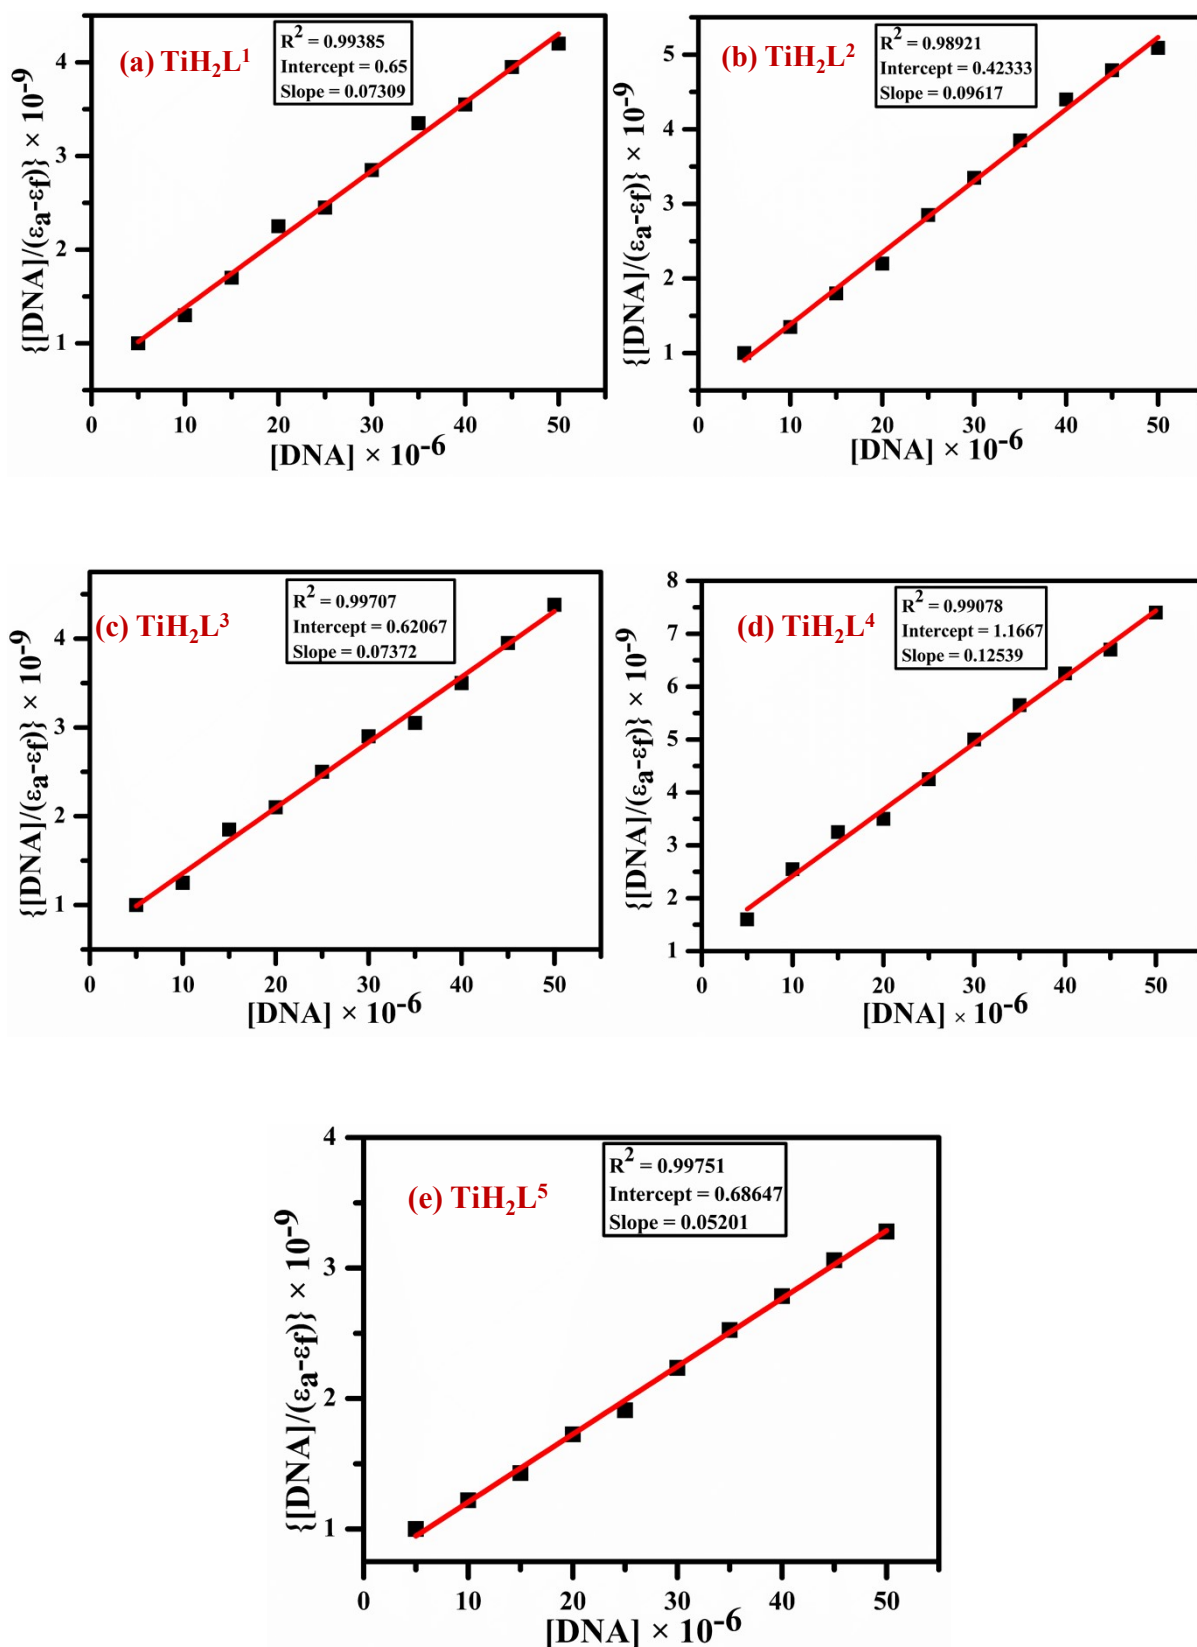 (a) TiH₂L¹
R² = 0.99385
Intercept = 0.65
Slope = 0.07309
{[DNA]/(εa-εf)} × 10⁻⁹
4
3
2
1
0 10 20 30 40 50
[DNA] × 10⁻⁶
(b) TiH₂L²
R² = 0.98921
Intercept = 0.42333
Slope = 0.09617
{[DNA]/(εa-εf)} × 10⁻⁹
5
4
3
2
1
0 10 20 30 40 50
[DNA] × 10⁻⁶
(c) TiH₂L³
R² = 0.99707
Intercept = 0.62067
Slope = 0.07372
{[DNA]/(εa-εf)} × 10⁻⁹
4
3
2
1
0 10 20 30 40 50
[DNA] × 10⁻⁶
(d) TiH₂L⁴
R² = 0.99078
Intercept = 1.1667
Slope = 0.12539
{[DNA]/(εa-εf)} × 10⁻⁹
8
7
6
5
4
3
2
1
0 10 20 30 40 50
[DNA] × 10⁻⁶
(e) TiH₂L⁵
R² = 0.99751
Intercept = 0.68647
Slope = 0.05201
{[DNA]/(εa-εf)} × 10⁻⁹
4
3
2
1
0 10 20 30 40 50
[DNA] × 10⁻⁶